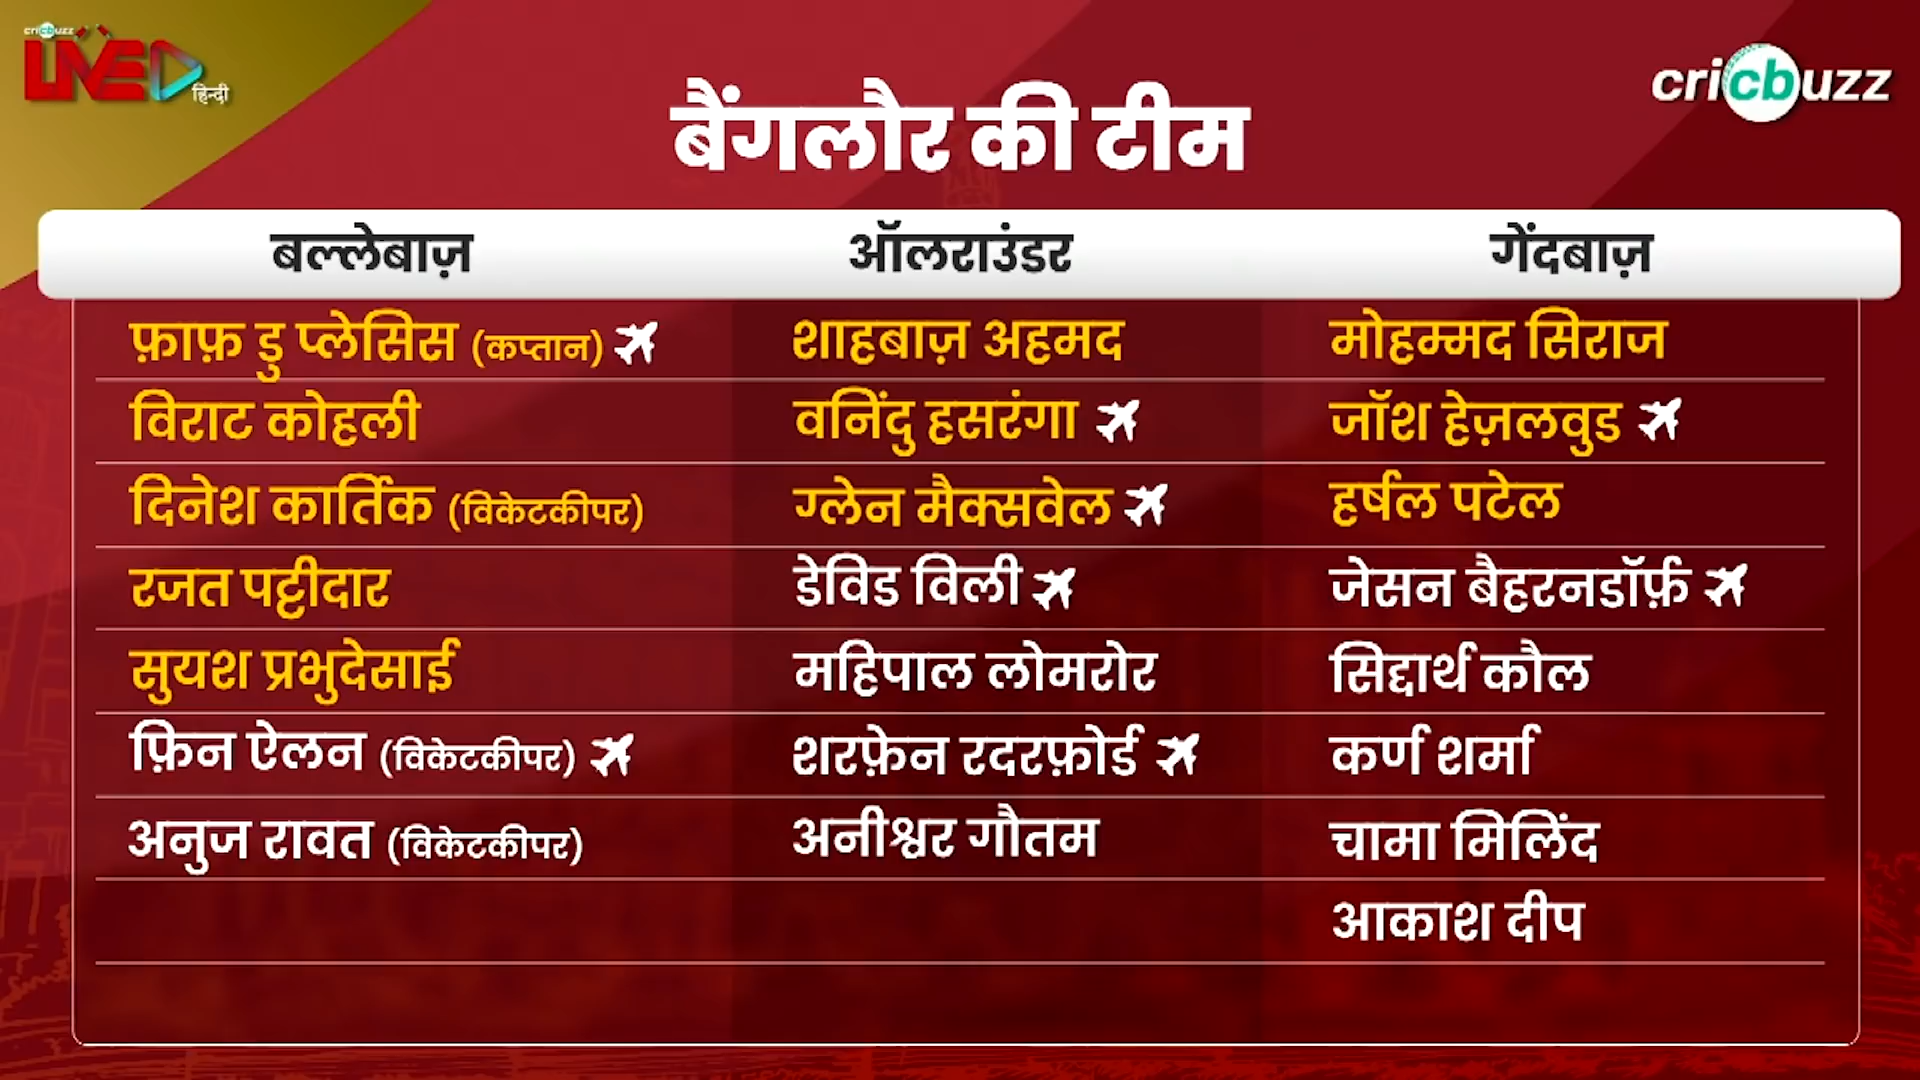 cricbuzz
LIVE
हिन्दी
cricbuzz
बैंगलौर की टीम
बल्लेबाज़ ऑलराउंडर गेंदबाज़
फ़ाफ़ डु प्लेसिस (कप्तान) शाहबाज़ अहमद मोहम्मद सिराज
विराट कोहली वनिंदु हसरंगा जॉश हेज़लवुड
दिनेश कार्तिक (विकेटकीपर) ग्लेन मैक्सवेल हर्षल पटेल
रजत पट्टीदार डेविड विली जेसन बैहरनडॉर्फ़
सुयश प्रभुदेसाई महिपाल लोमरोर सिद्दार्थ कौल
फ़िन ऐलन (विकेटकीपर) शरफ़ेन रदरफ़ोर्ड कर्ण शर्मा
अनुज रावत (विकेटकीपर) अनीश्वर गौतम चामा मिलिंद
आकाश दीप